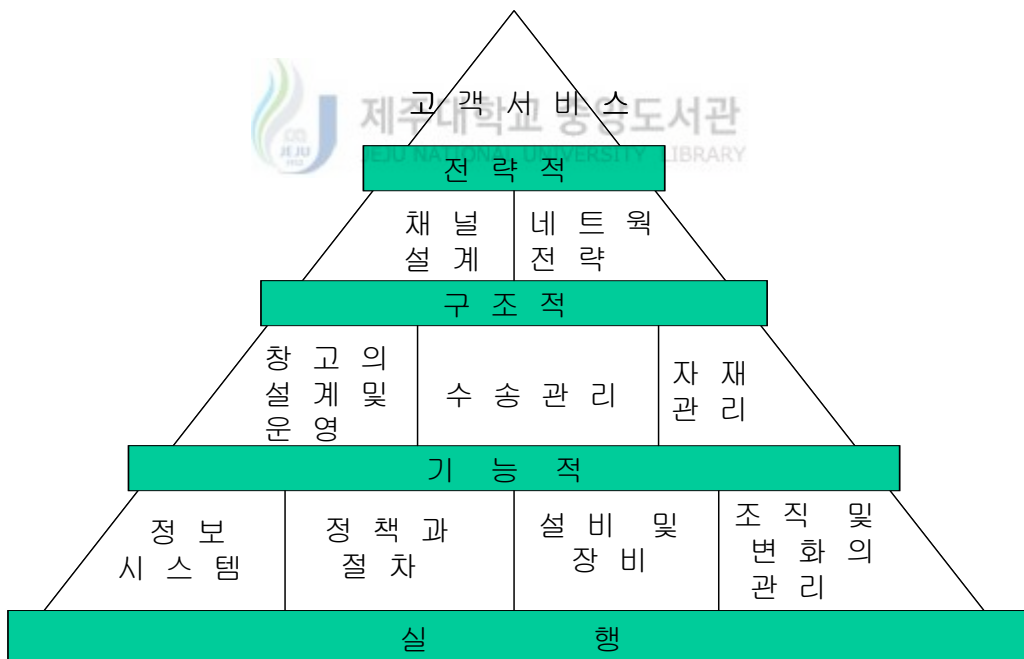 고객서비스
제주대학교 중앙도서관
JEJU NATIONAL UNIVERSITY LIBRARY
JEJU
1952
전략적
채널
설계
네트웍
전략
구조적
창고의
설계및
운영
수송관리
자재
관리
기능적
정보
시스템
정책과
절차
설비 및
장비
조직 및
변화의
관리
실행